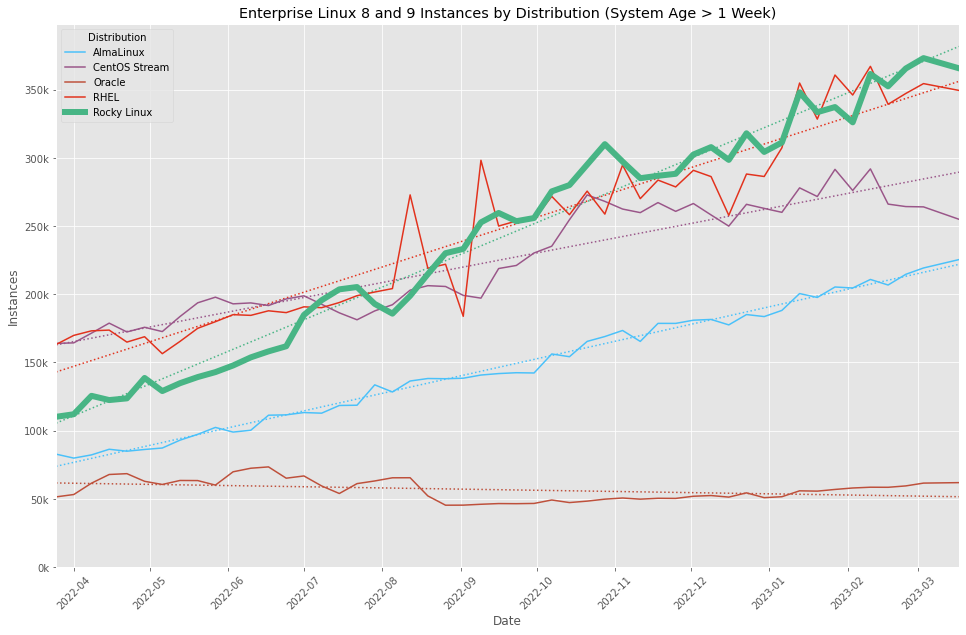 Enterprise Linux 8 and 9 Instances by Distribution (System Age > 1 Week)
Distribution
AlmaLinux
CentOS Stream
Oracle
RHEL
Rocky Linux
Instances
350k
300k
250k
200k
150k
100k
50k
0k
2022-04
2022-05
2022-06
2022-07
2022-08
2022-09
2022-10
2022-11
2022-12
2023-01
2023-02
2023-03
Date